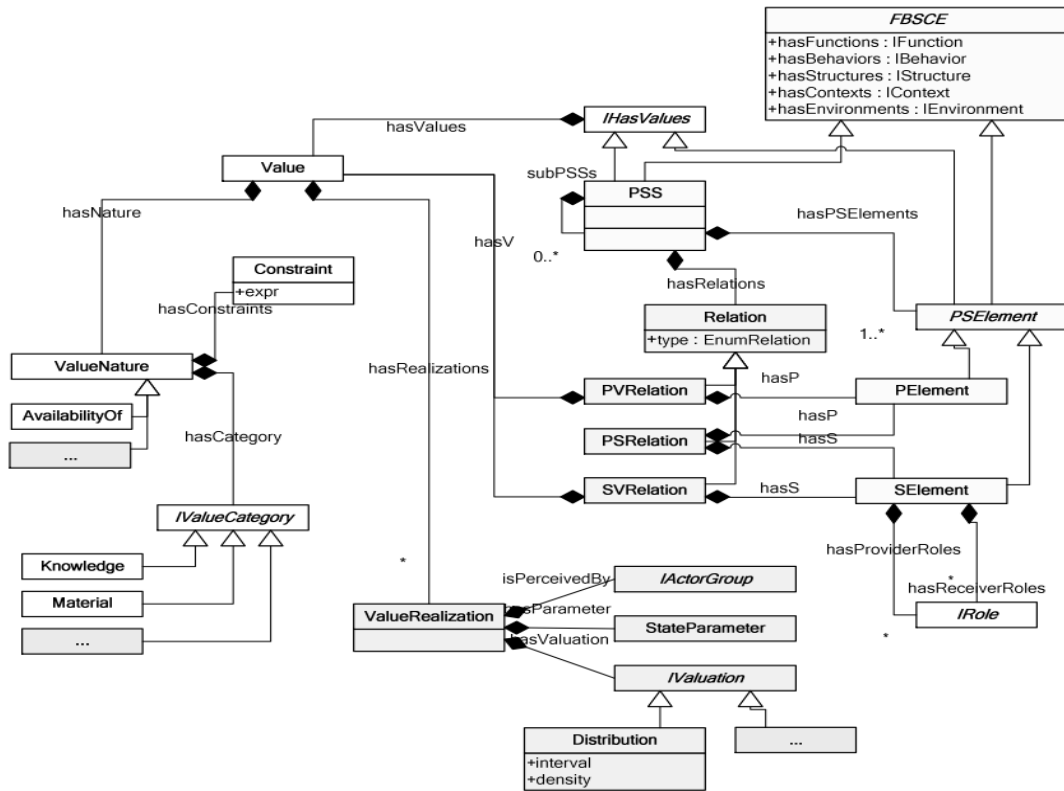 FBSCE
+hasFunctions : IFunction
+hasBehaviors : IBehavior
+hasStructures : IStructure
+hasContexts : IContext
+hasEnvironments : IEnvironment
IHasValues
hasValues
Value
subPSSs
PSS
hasNature
hasPSElements
hasV
0..*
Constraint
+expr
hasConstraints
hasRelations
Relation
+type : EnumRelation
PSElement
1..*
ValueNature
hasRealizations
hasP
PVRelation
PElement
AvailabilityOf
hasP
...
hasCategory
PSRelation
hasS
SVRelation
hasS
SElement
IValueCategory
hasProviderRoles
Knowledge
*
isPerceivedBy
IActorGroup
*
hasReceiverRoles
Material
ValueRealization
hasParameter
StateParameter
IRole
...
hasValuation
*
IValuation
Distribution
+interval
+density
...